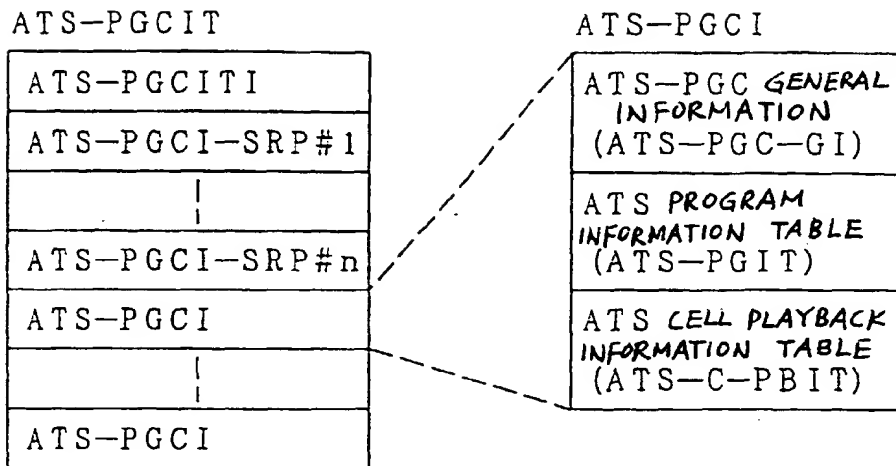 ATS-PGCIT
ATS-PGCITI
ATS-PGCI-SRP#1
ATS-PGCI-SRP#n
ATS-PGCI
ATS-PGCI
ATS-PGCI
ATS-PGC GENERAL
INFORMATION
(ATS-PGC-GI)
ATS PROGRAM
INFORMATION TABLE
(ATS-PGIT)
ATS CELL PLAYBACK
INFORMATION TABLE
(ATS-C-PBIT)